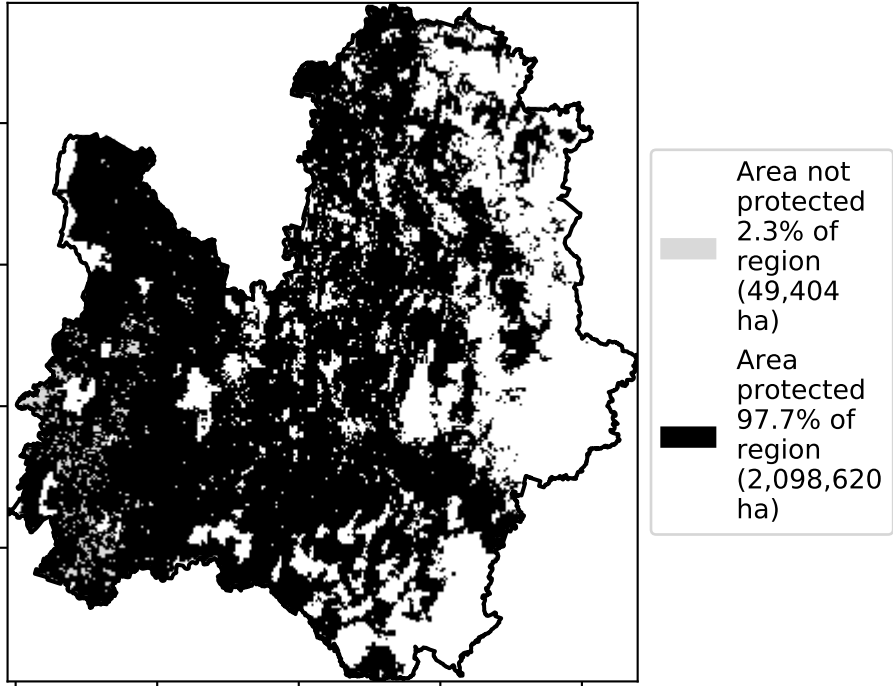 Area not
protected
2.3% of
region
(49,404
ha)
Area
protected
97.7% of
region
(2,098,620
ha)